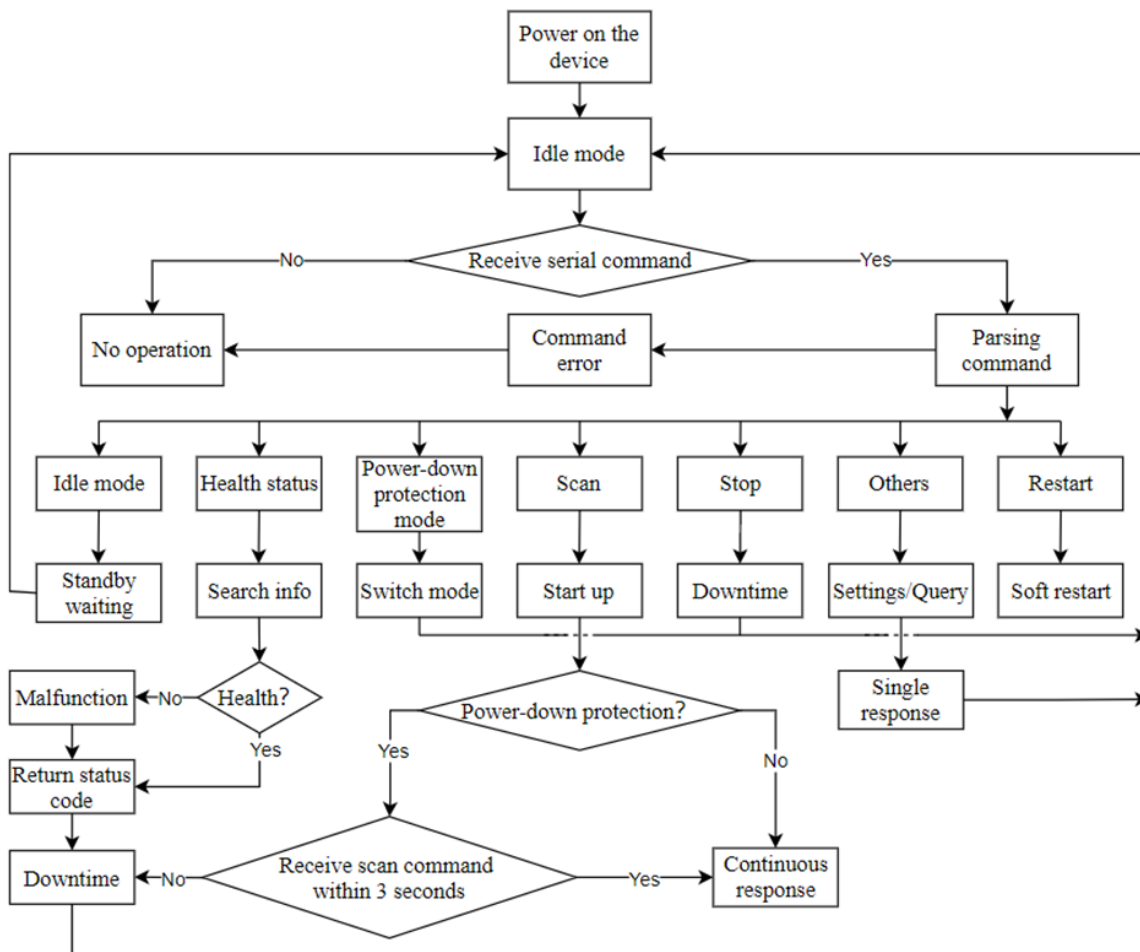 Power on the
device
Idle mode
No
Receive serial command
Yes
No operation
Command
error
Parsing
command
Idle mode
Health status
Power-down
protection
mode
Scan
Stop
Others
Restart
Standby
waiting
Search info
Switch mode
Start up
Downtime
Settings/Query
Soft restart
Malfunction
No
Health?
Yes
Return status
code
Power-down protection?
Yes
No
Single
response
Downtime
No
Receive scan command
within 3 seconds
Yes
Continuous
response